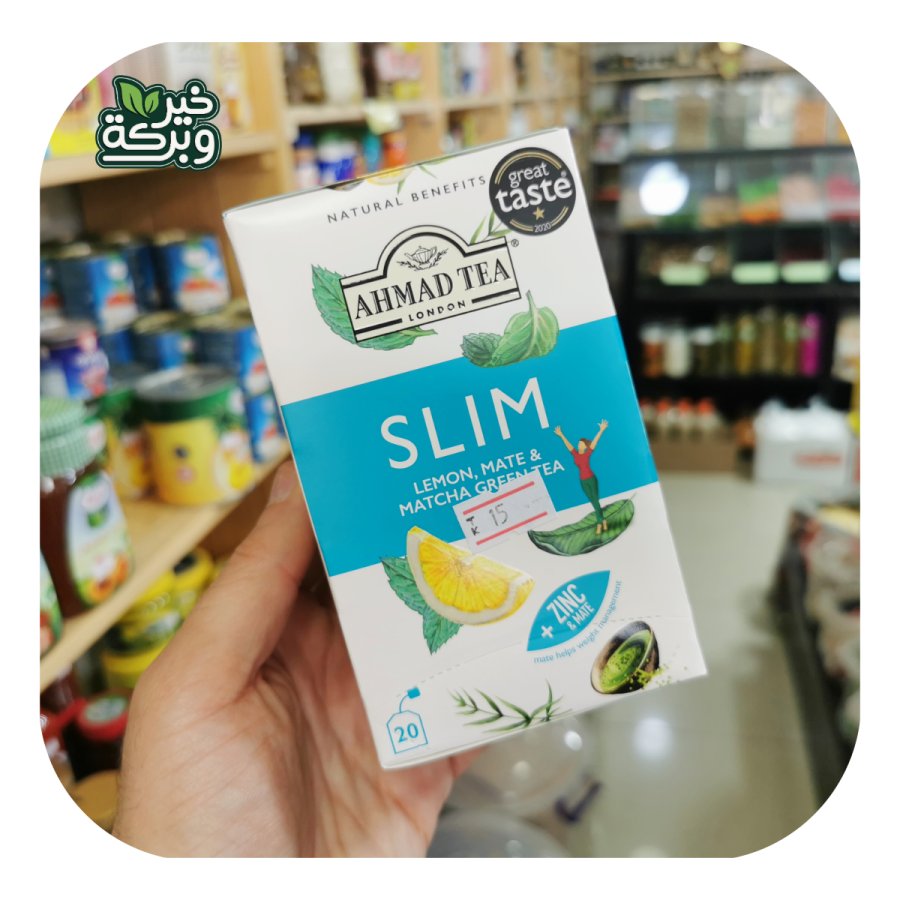 خير
وبركة
NATURAL BENEFITS
great
taste
2020
AHMAD TEA
LONDON
SLIM
LEMON, MATE &
MATCHA GREEN TEA
15
+ ZINC
& MATE
mate helps weight management
20